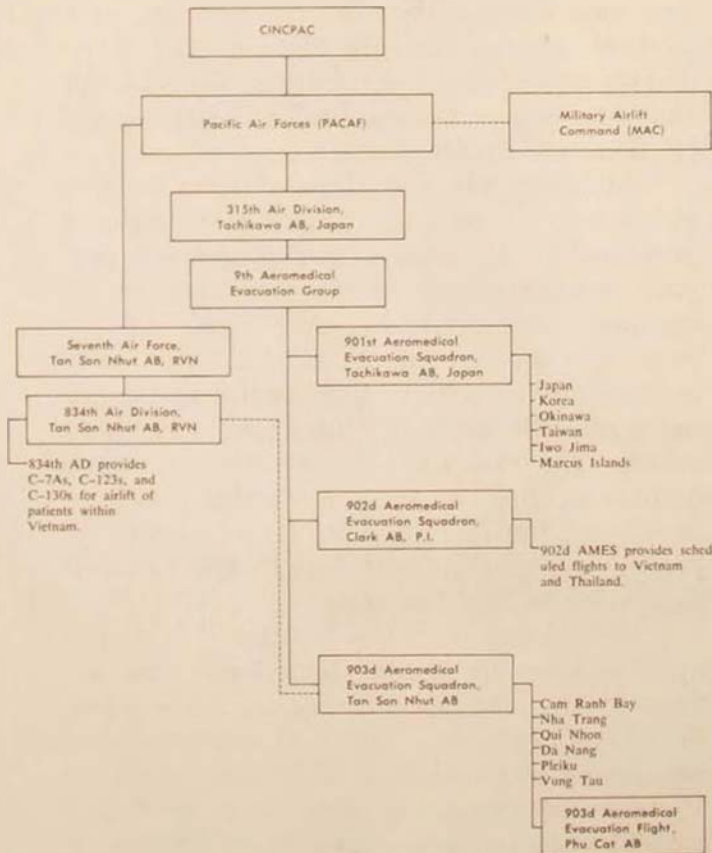 CINCPAC
Pacific Air Forces (PACAF)
Military Airlift
Command (MAC)
315th Air Division,
Tachikawa AB, Japan
9th Aeromedical
Evacuation Group
Seventh Air Force,
Tan Son Nhut AB, RVN
834th Air Division,
Tan Son Nhut AB, RVN
834th AD provides
C-7As, C-123s, and
C-130s for airlift of
patients within
Vietnam.
901st Aeromedical
Evacuation Squadron,
Tachikawa AB, Japan
Japan
Korea
Okinawa
Taiwan
Iwo Jima
Marcus Islands
902d Aeromedical
Evacuation Squadron,
Clark AB, P.I.
902d AMES provides sched
uled flights to Vietnam
and Thailand.
903d Aeromedical
Evacuation Squadron,
Tan Son Nhut AB
Cam Ranh Bay
Nha Trang
Qui Nhon
Da Nang
Pleiku
Vung Tau
903d Aeromedical
Evacuation Flight,
Phu Cat AB